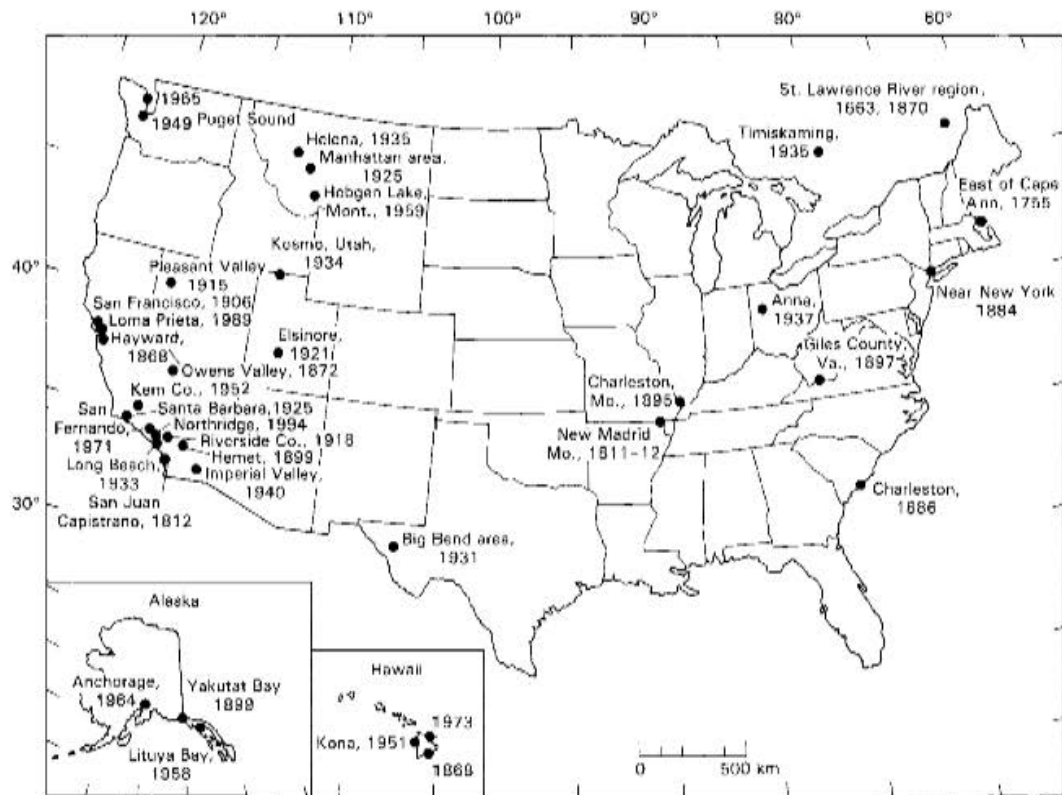 120°
110°
100°
90°
80°
60°
St. Lawrence River region,
1663, 1870
Timiskaming,
1935
East of Cape
Ann, 1755
1965
1949
Puget Sound
Helena, 1935
Manhattan area,
1925
Hobgen Lake,
Mont., 1959
Kosmo, Utah,
1934
40°
Pleasant Valley
1915
San Francisco, 1906
Loma Prieta, 1989
Hayward,
1868
Elsinore,
1921
Owens Valley, 1872
Near New York
1884
Anna,
1937
Giles County,
Va., 1897
Kern Co., 1952
Santa Barbara, 1925
San
Fernando,
1971
Northridge, 1994
Riverside Co., 1918
Hemet, 1899
Long Beach,
1933
Imperial Valley,
1940
San Juan
Capistrano, 1812
Charleston,
Mo., 1895
New Madrid
Mo., 1811–12
30°
Charleston,
1886
Big Bend area,
1931
Alaska
Anchorage,
1964
Yakutat Bay
1899
Lituya Bay,
1958
Hawaii
1973
Kona, 1951
1868
0 500 km